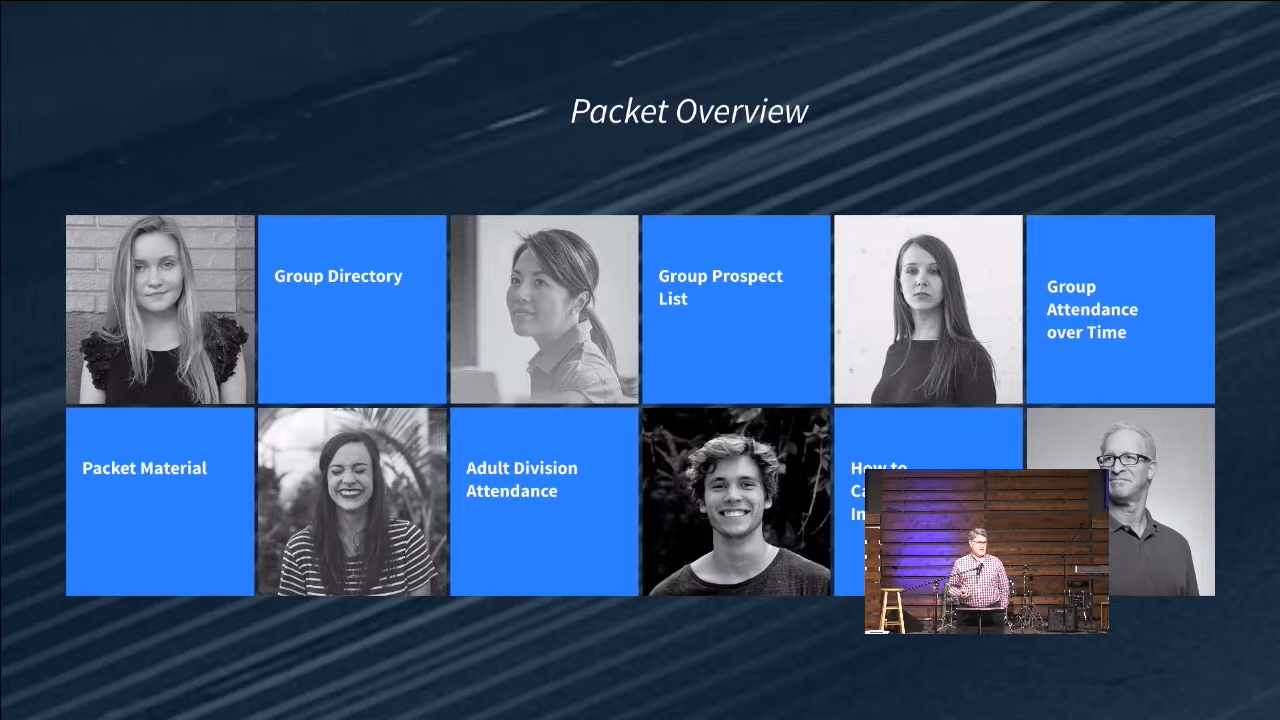 Packet Overview
Group Directory
Group Prospect
List
Group
Attendance
over Time
Packet Material
Adult Division
Attendance
How to